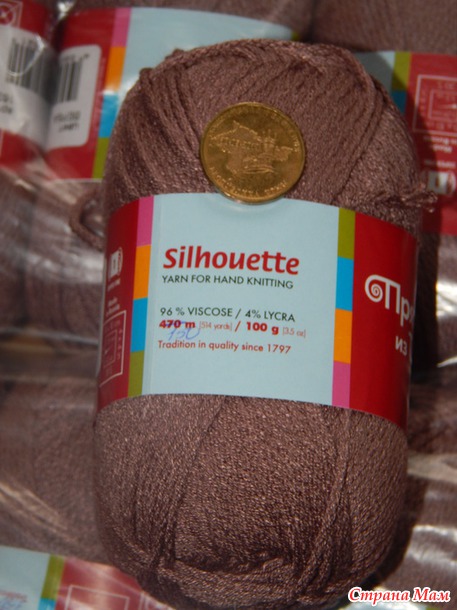 Silhouette
YARN FOR HAND KNITTING
96 % VISCOSE / 4% LYCRA
470 m [514 yards] / 100 g [3.5 oz]
Tradition in quality since 1797
из
Страна Мам